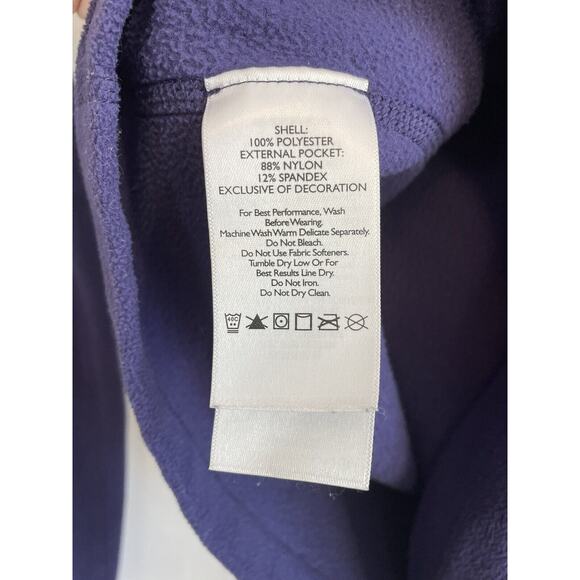 SHELL:
100% POLYESTER
EXTERNAL POCKET:
88% NYLON
12% SPANDEX
EXCLUSIVE OF DECORATION
For Best Performance, Wash
Before Wearing.
Machine Wash Warm Delicate Separately.
Do Not Bleach.
Do Not Use Fabric Softeners.
Tumble Dry Low Or For
Best Results Line Dry.
Do Not Iron.
Do Not Dry Clean.
40C